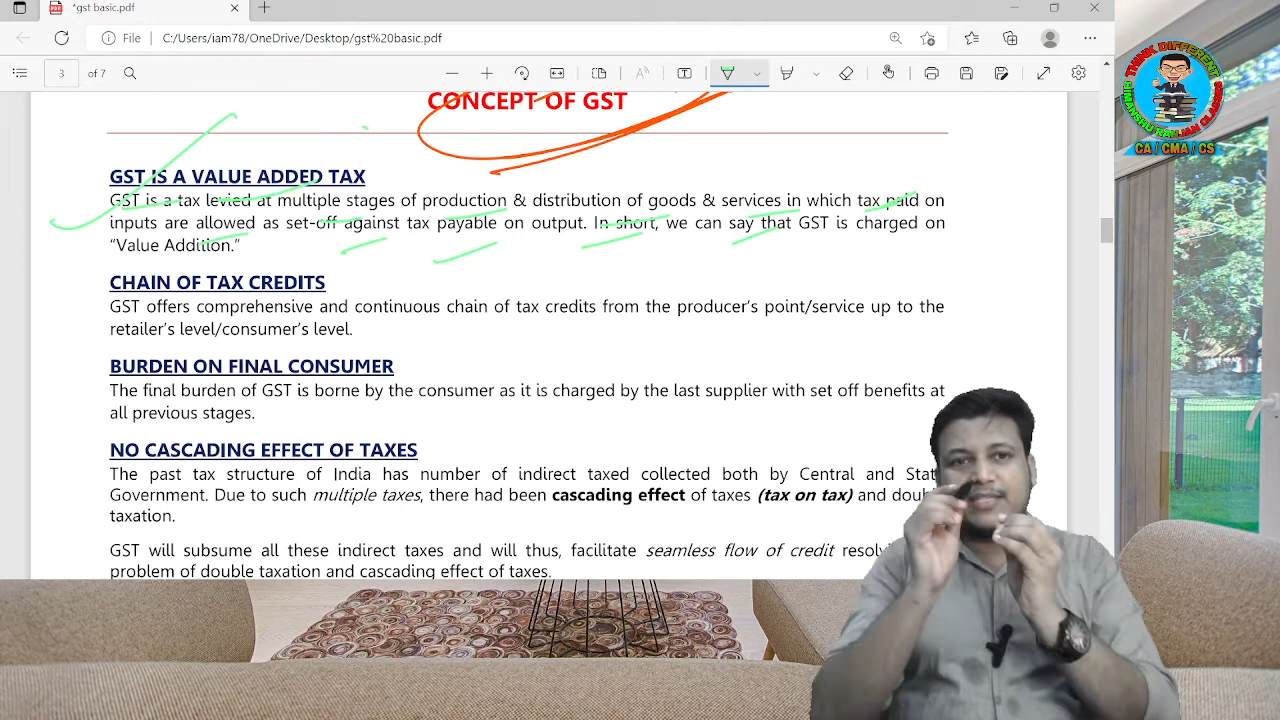 *gst basic.pdf
File
C:/Users/iam78/OneDrive/Desktop/gst%20basic.pdf
3 of 7
CONCEPT OF GST
GST IS A VALUE ADDED TAX
GST is a tax levied at multiple stages of production & distribution of goods & services in which tax paid on
inputs are allowed as set-off against tax payable on output. In short, we can say that GST is charged on
“Value Addition.”
CHAIN OF TAX CREDITS
GST offers comprehensive and continuous chain of tax credits from the producer’s point/service up to the
retailer’s level/consumer’s level.
BURDEN ON FINAL CONSUMER
The final burden of GST is borne by the consumer as it is charged by the last supplier with set off benefits at
all previous stages.
NO CASCADING EFFECT OF TAXES
The past tax structure of India has number of indirect taxed collected both by Central and Stat
Government. Due to such multiple taxes, there had been cascading effect of taxes (tax on tax) and doub
taxation.
GST will subsume all these indirect taxes and will thus, facilitate seamless flow of credit resolv
problem of double taxation and cascading effect of taxes.
THINK DIFFERENT
HIMANSHU RANJAN CLASSES
CA / CMA / CS